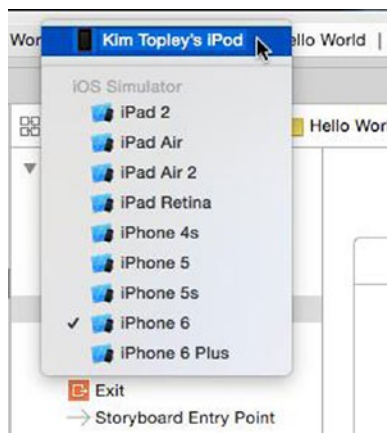 Wor
Kim Topley's iPod
ello World |
iOS Simulator
iPad 2
Hello Wor
iPad Air
iPad Air 2
iPad Retina
iPhone 4s
iPhone 5
iPhone 5s
✓ iPhone 6
iPhone 6 Plus
Exit
→ Storyboard Entry Point